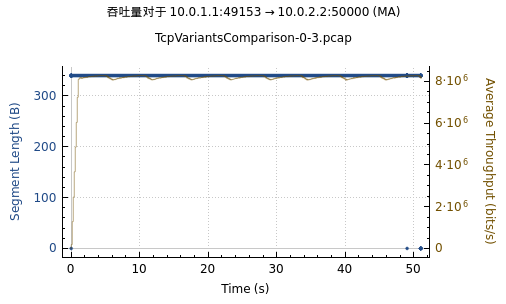 吞吐量对于 10.0.1.1:49153 → 10.0.2.2:50000 (MA)
TcpVariantsComparison-0-3.pcap
Segment Length (B)
300
200
100
0
8·10⁶
6·10⁶
4·10⁶
2·10⁶
0
Average Throughput (bits/s)
0 10 20 30 40 50
Time (s)